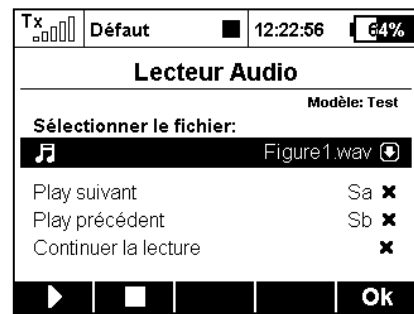 Tx Défaut 12:22:56 64%
Lecteur Audio
Modèle: Test
Sélectionner le fichier:
Figure1.wav
Play suivant Sa
Play précédent Sb
Continuer la lecture
Ok